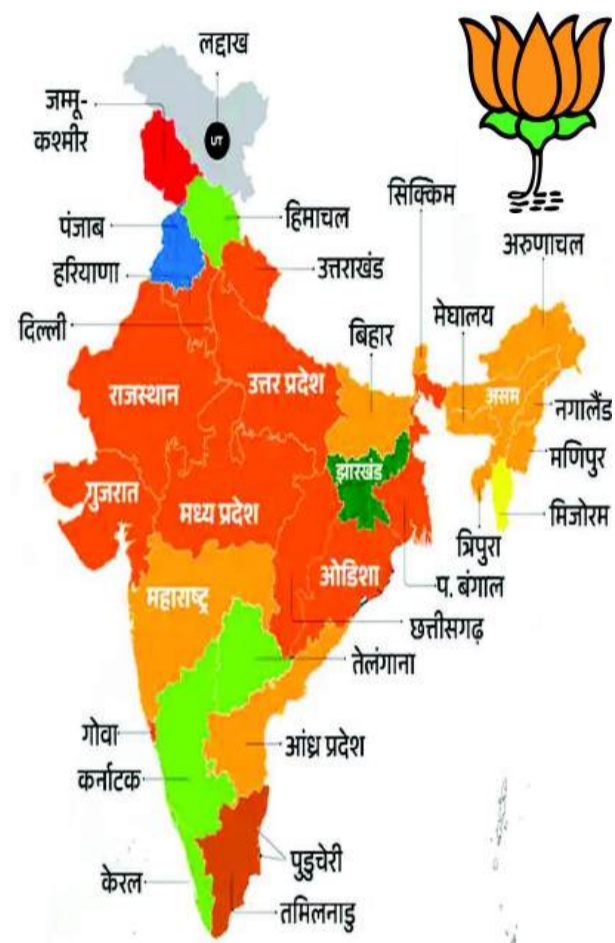 लद्दाख
जम्मू-
कश्मीर
UT
सिक्किम
पंजाब
हिमाचल
अरुणाचल
हरियाणा
उत्तराखंड
मेघालय
दिल्ली
बिहार
राजस्थान
उत्तर प्रदेश
असम
नगालैंड
झारखंड
मणिपुर
गुजरात
मध्य प्रदेश
मिजोरम
त्रिपुरा
ओडिशा
प. बंगाल
महाराष्ट्र
छत्तीसगढ़
तेलंगाना
गोवा
आंध्र प्रदेश
कर्नाटक
पुडुचेरी
केरल
तमिलनाडु